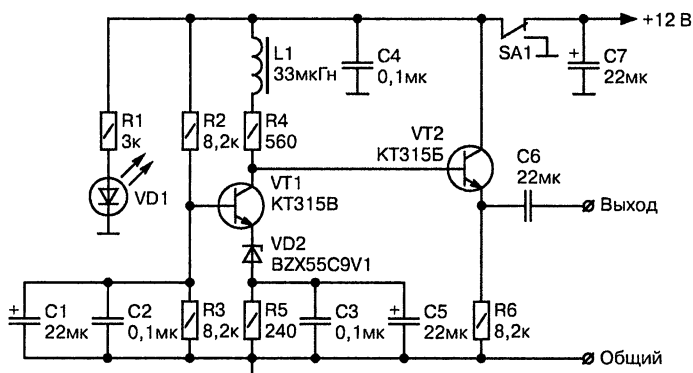 +12 В
SA1
C7
22мк
L1
33мкГн
C4
0,1мк
R1
3к
R2
8,2к
R4
560
VT2
КТ315Б
C6
22мк
VD1
VT1
КТ315В
Выход
VD2
BZX55C9V1
C1
22мк
C2
0,1мк
R3
8,2к
R5
240
C3
0,1мк
C5
22мк
R6
8,2к
Общий